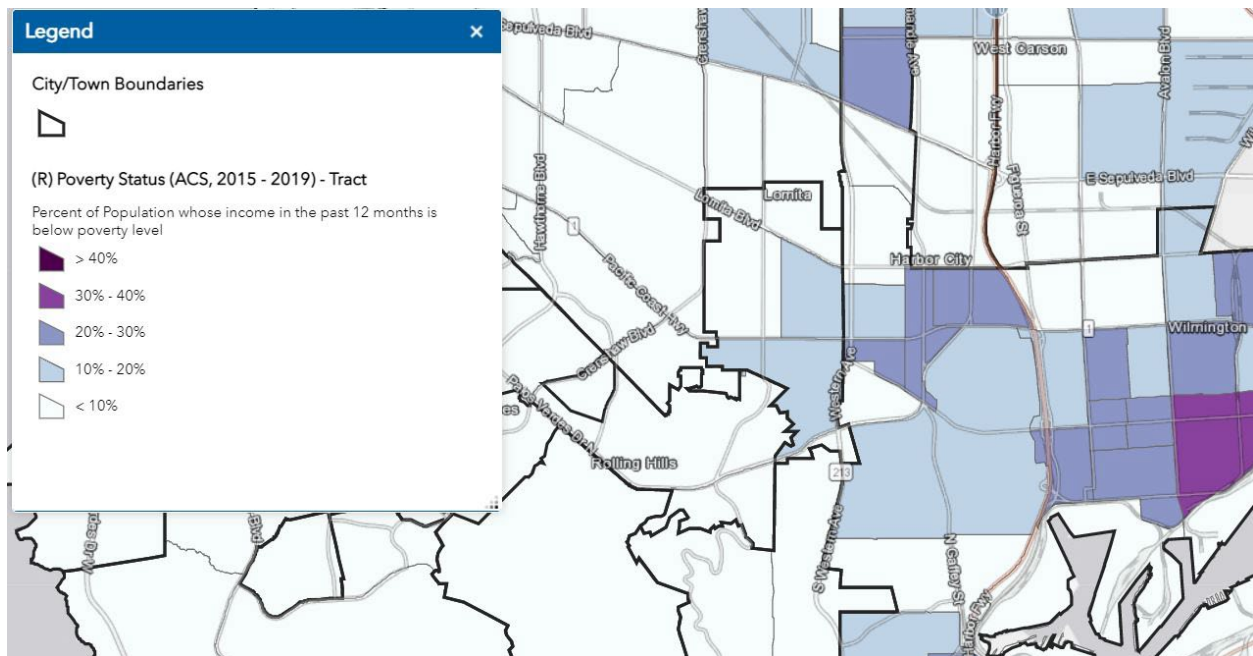 Legend
×
City/Town Boundaries
(R) Poverty Status (ACS, 2015 - 2019) - Tract
Percent of Population whose income in the past 12 months is
below poverty level
> 40%
30% - 40%
20% - 30%
10% - 20%
< 10%
Sepulveda Blvd
Crenshaw
West Carson
Avalon Blvd
Harbor Fwy
Figueroa St
E Sepulveda Blvd
Hawthorne Blvd
1
Lomita
Lomita Blvd
Harbor City
Pacific Coast Hwy
Crenshaw Blvd
1
Wilmington
Western Ave
Palos Verdes Dr N
es
Rolling Hills
213
S Western Ave
N Gaffey St
Harbor Fwy
Blvd